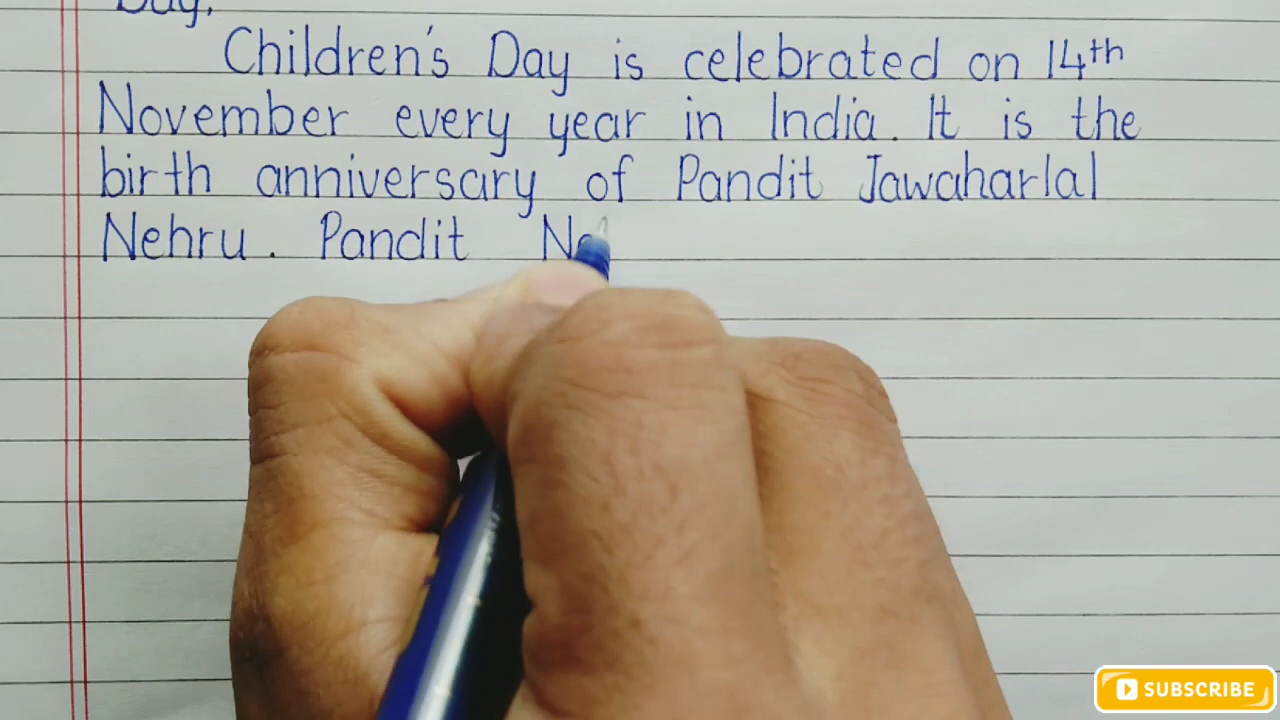 Day,
Children's Day is celebrated on 14th
November every year in India. It is the
birth anniversary of Pandit Jawaharlal
Nehru. Pandit
SUBSCRIBE